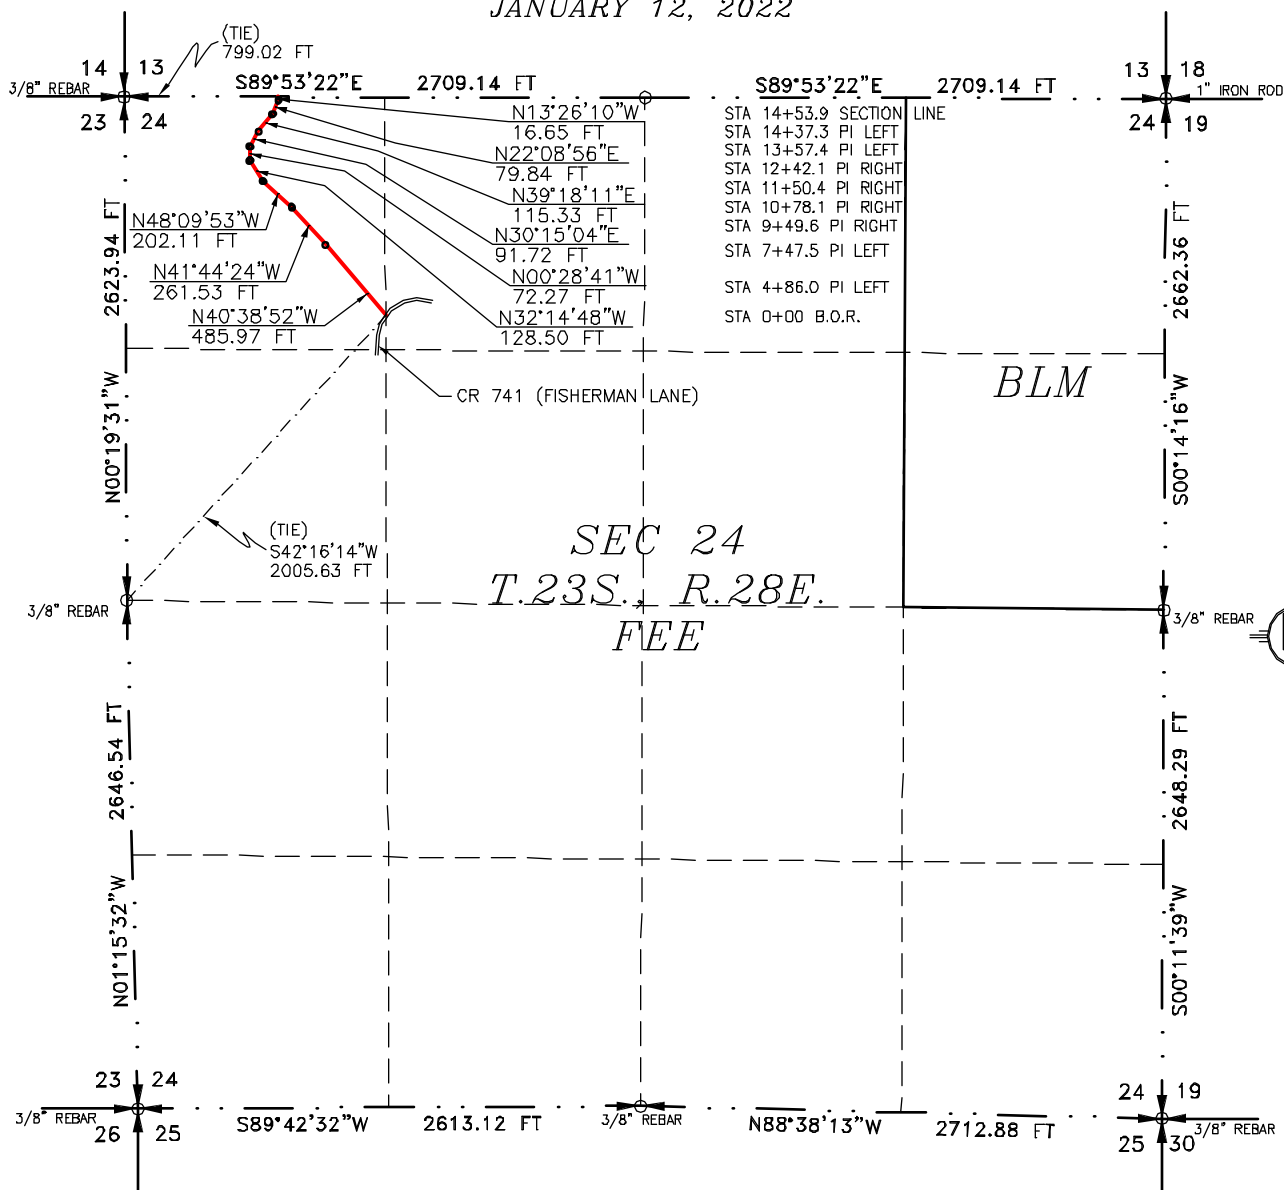 JANUARY 12, 2022
(TIE)
799.02 FT
14 13
3/8" REBAR
23 24
S89°53'22"E 2709.14 FT
S89°53'22"E 2709.14 FT
13 18
1" IRON ROD
24 19
N13°26'10"W
16.65 FT
N22°08'56"E
79.84 FT
N39°18'11"E
115.33 FT
N30°15'04"E
91.72 FT
N00°28'41"W
72.27 FT
N32°14'48"W
128.50 FT
STA 14+53.9 SECTION LINE
STA 14+37.3 PI LEFT
STA 13+57.4 PI LEFT
STA 12+42.1 PI RIGHT
STA 11+50.4 PI RIGHT
STA 10+78.1 PI RIGHT
STA 9+49.6 PI RIGHT
STA 7+47.5 PI LEFT
STA 4+86.0 PI LEFT
STA 0+00 B.O.R.
N48°09'53"W
202.11 FT
N41°44'24"W
261.53 FT
N40°38'52"W
485.97 FT
N00°19'31"W 2623.94 FT
S00°14'16"W 2662.36 FT
CR 741 (FISHERMAN LANE)
BLM
(TIE)
S42°16'14"W
2005.63 FT
SEC 24
T.23S., R.28E.
FEE
3/8" REBAR
3/8" REBAR
N01°15'32"W 2646.54 FT
S00°11'39"W 2648.29 FT
23 24
3/8" REBAR
26 25
S89°42'32"W 2613.12 FT
3/8" REBAR
N88°38'13"W 2712.88 FT
24 19
3/8" REBAR
25 30